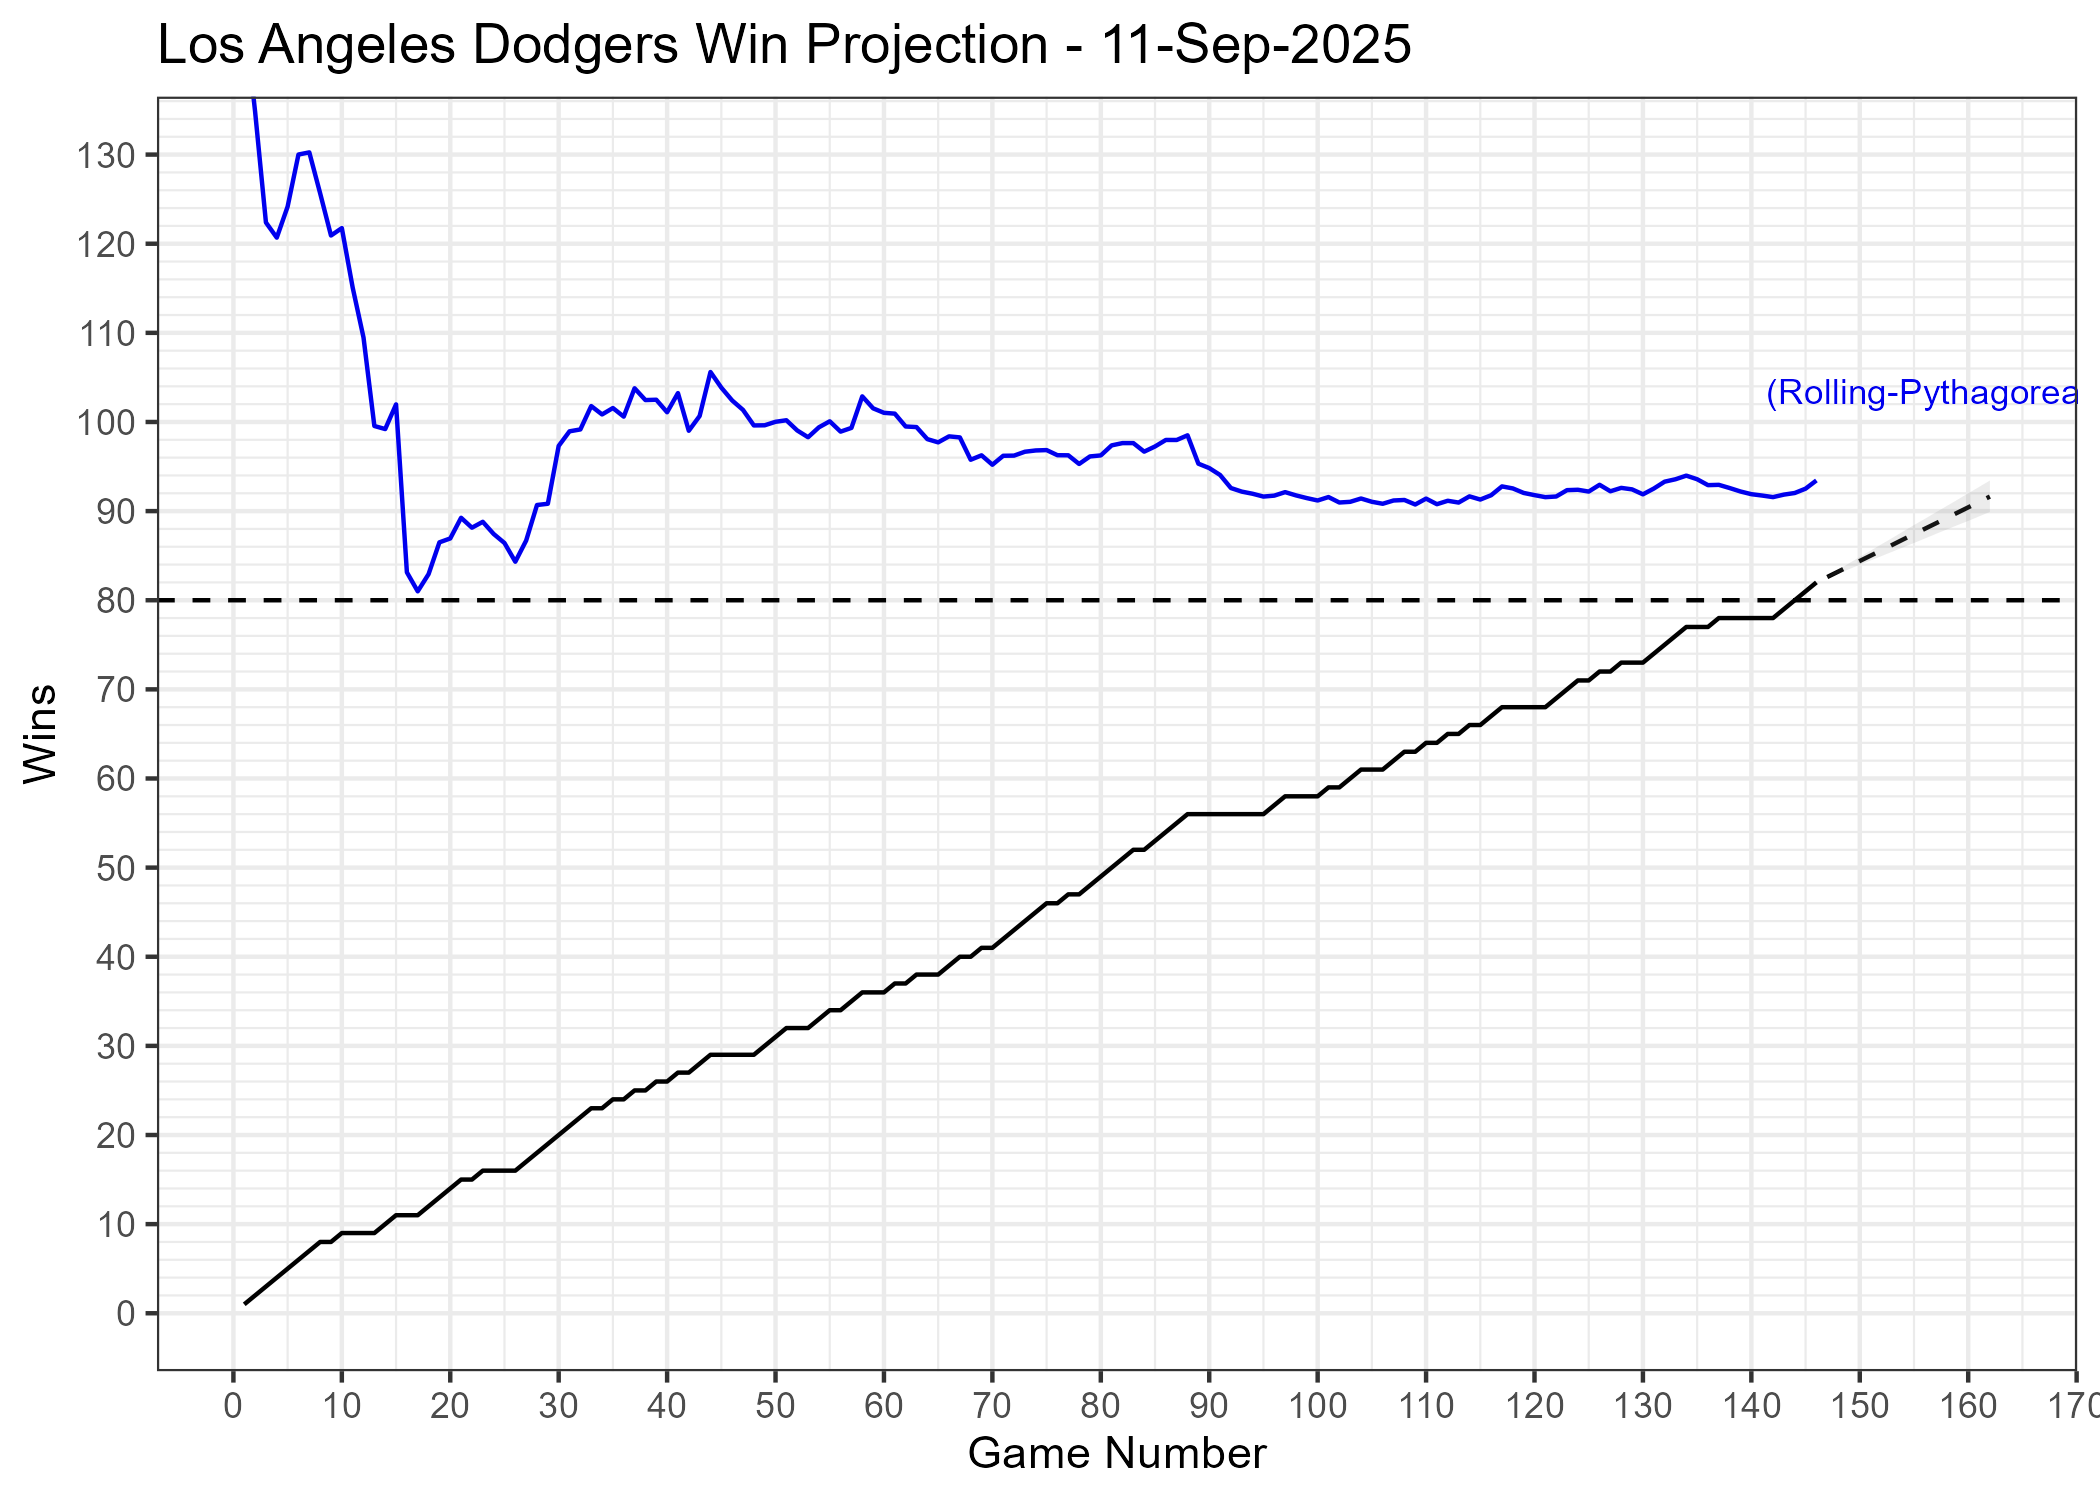 Los Angeles Dodgers Win Projection - 11-Sep-2025
130
120
110
100
90
80
70
60
50
40
30
20
10
0
Wins
(Rolling-Pythagorea
0 10 20 30 40 50 60 70 80 90 100 110 120 130 140 150 160 170
Game Number